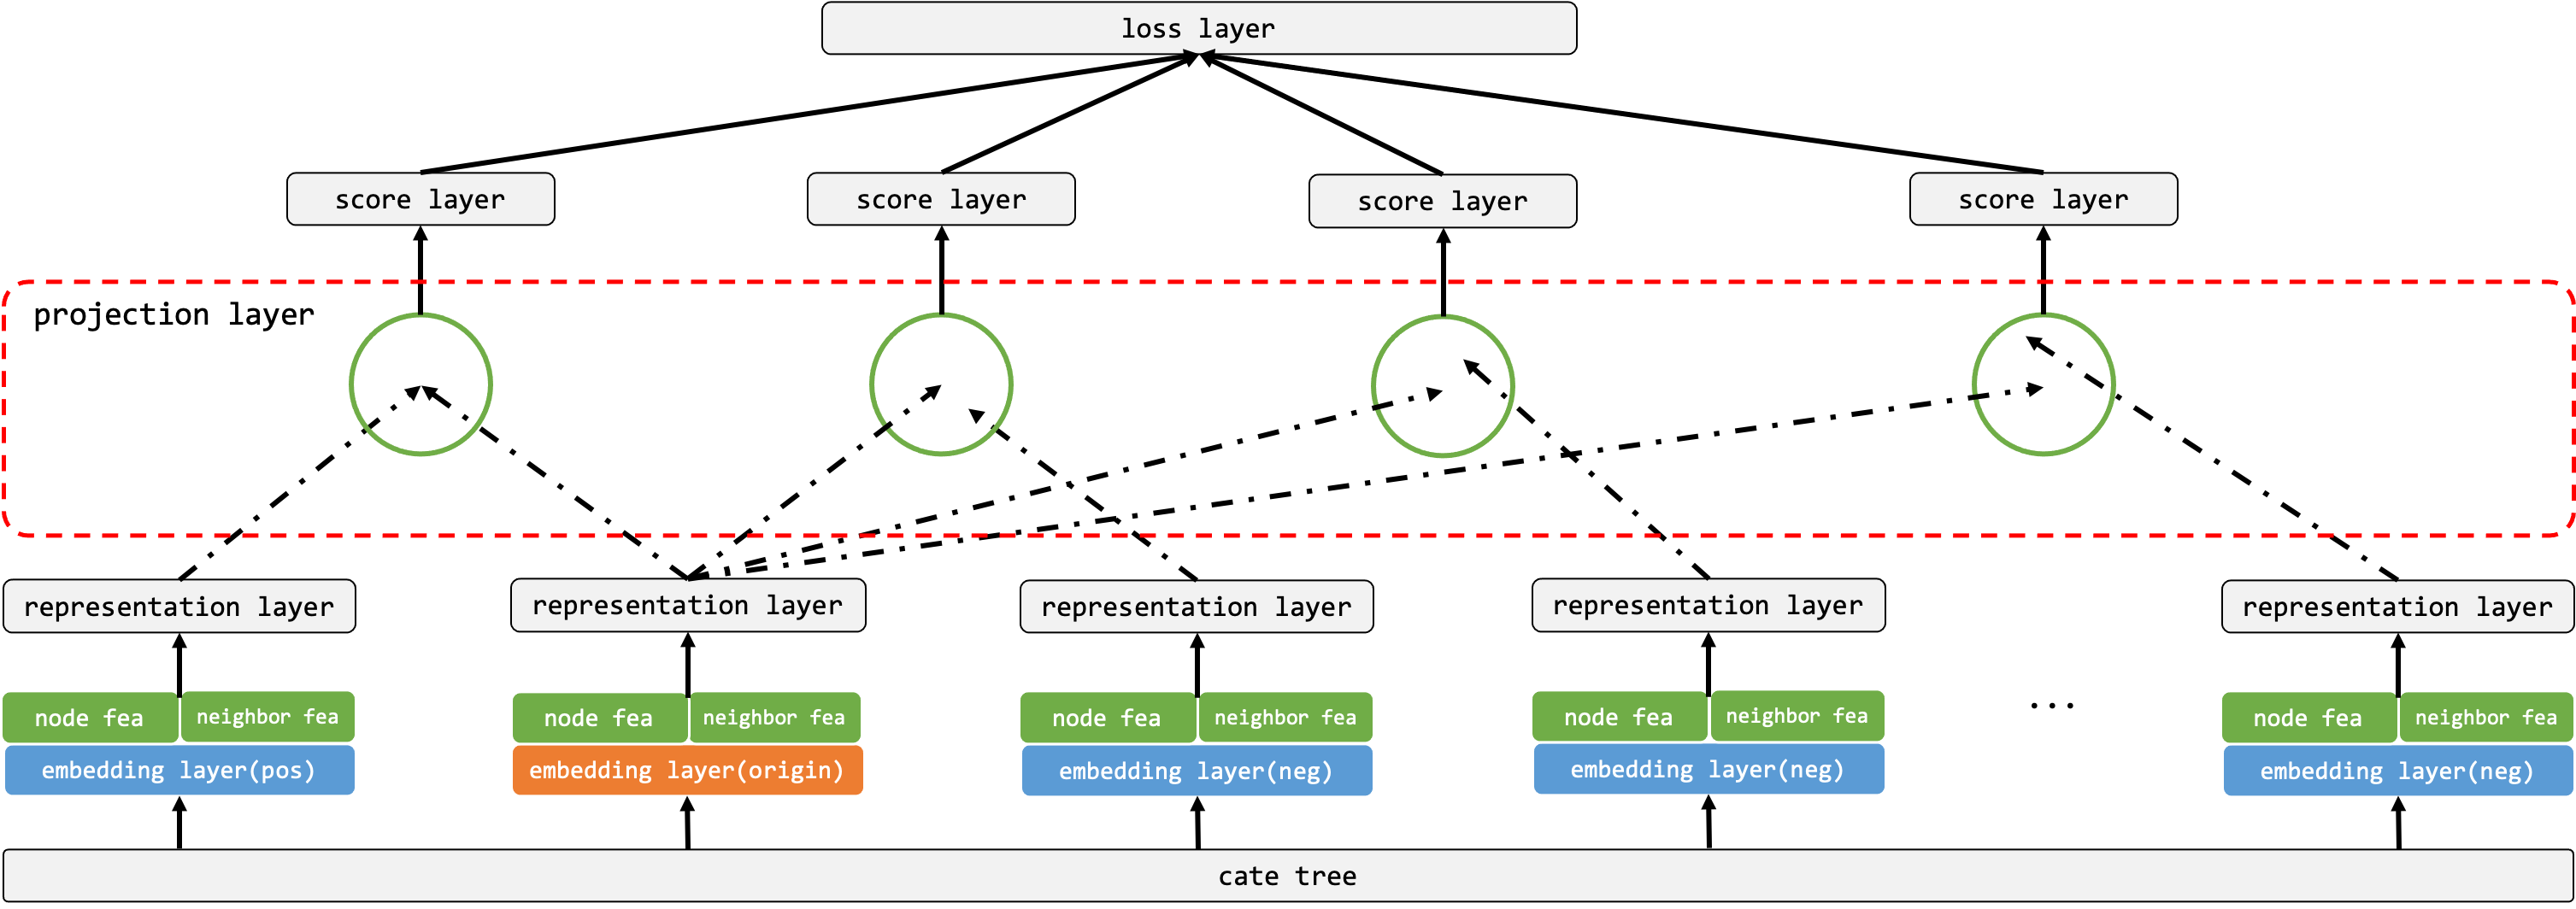 loss layer
score layer
score layer
score layer
score layer
projection layer
representation layer
representation layer
representation layer
representation layer
representation layer
node fea
neighbor fea
node fea
neighbor fea
node fea
neighbor fea
node fea
neighbor fea
...
node fea
neighbor fea
embedding layer(pos)
embedding layer(origin)
embedding layer(neg)
embedding layer(neg)
embedding layer(neg)
cate tree